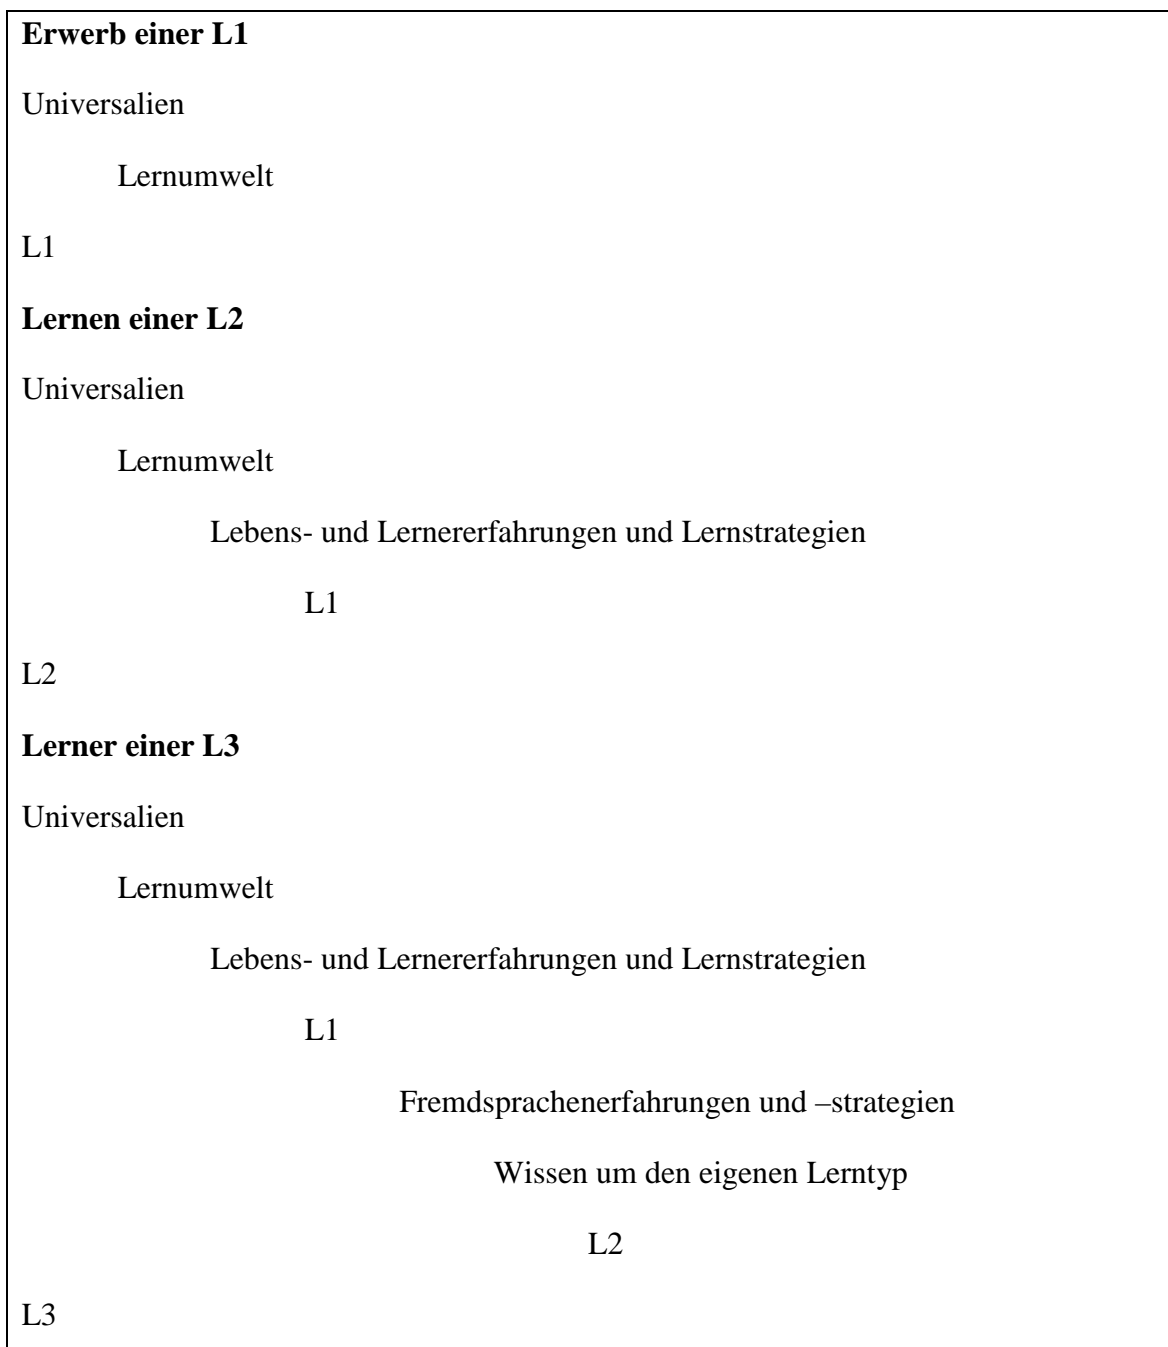 Erwerb einer L1
Universalien
Lernumwelt
L1
Lernen einer L2
Universalien
Lernumwelt
Lebens- und Lernererfahrungen und Lernstrategien
L1
L2
Lerner einer L3
Universalien
Lernumwelt
Lebens- und Lernererfahrungen und Lernstrategien
L1
Fremdsprachenerfahrungen und –strategien
Wissen um den eigenen Lerntyp
L2
L3